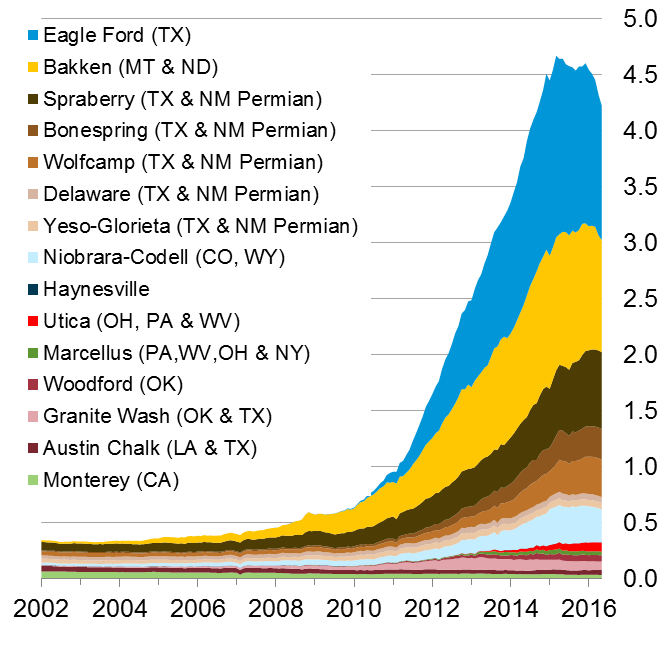 5.0
Eagle Ford (TX)
Bakken (MT & ND)
4.5
Spraberry (TX & NM Permian)
Bonespring (TX & NM Permian)
4.0
Wolfcamp (TX & NM Permian)
Delaware (TX & NM Permian)
3.5
Yeso-Glorieta (TX & NM Permian)
Niobrara-Codell (CO, WY)
3.0
Haynesville
2.5
Utica (OH, PA & WV)
Marcellus (PA,WV,OH & NY)
2.0
Woodford (OK)
Granite Wash (OK & TX)
1.5
Austin Chalk (LA & TX)
1.0
Monterey (CA)
0.5
0.0
2002 2004 2006 2008 2010 2012 2014 2016